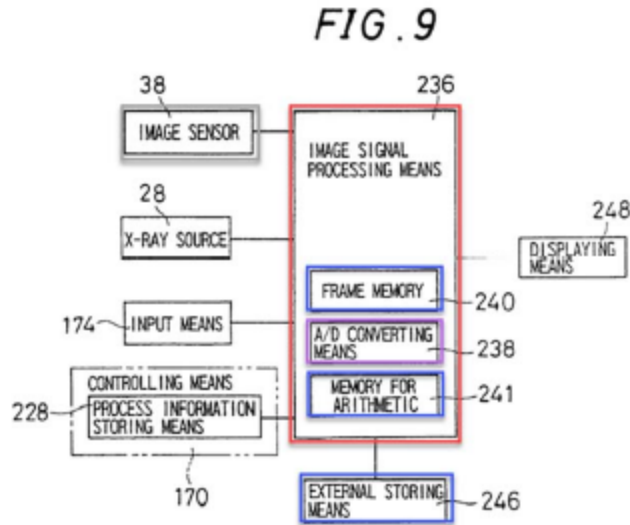 FIG. 9
38
IMAGE SENSOR
236
IMAGE SIGNAL
PROCESSING MEANS
28
X-RAY SOURCE
248
DISPLAYING
MEANS
FRAME MEMORY
240
174
INPUT MEANS
A/D CONVERTING
MEANS
238
CONTROLLING MEANS
228
PROCESS INFORMATION
STORING MEANS
MEMORY FOR
ARITHMETIC
241
170
EXTERNAL STORING
MEANS
246